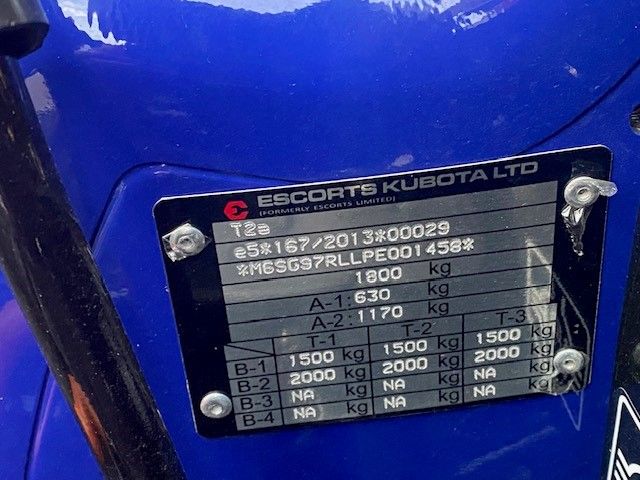 ESCORTS KUBOTA LTD
(FORMERLY ESCORTS LIMITED)
T2a
e5*167/2013*00029
*M6SG97RLLPE001458*
1800 kg
A-1: 630 kg
A-2: 1170 kg
T-1 T-2 T-3
B-1 1500 kg 1500 kg 1500 kg
B-2 2000 kg 2000 kg 2000 kg
B-3 NA kg NA kg NA kg
B-4 NA kg NA kg NA kg